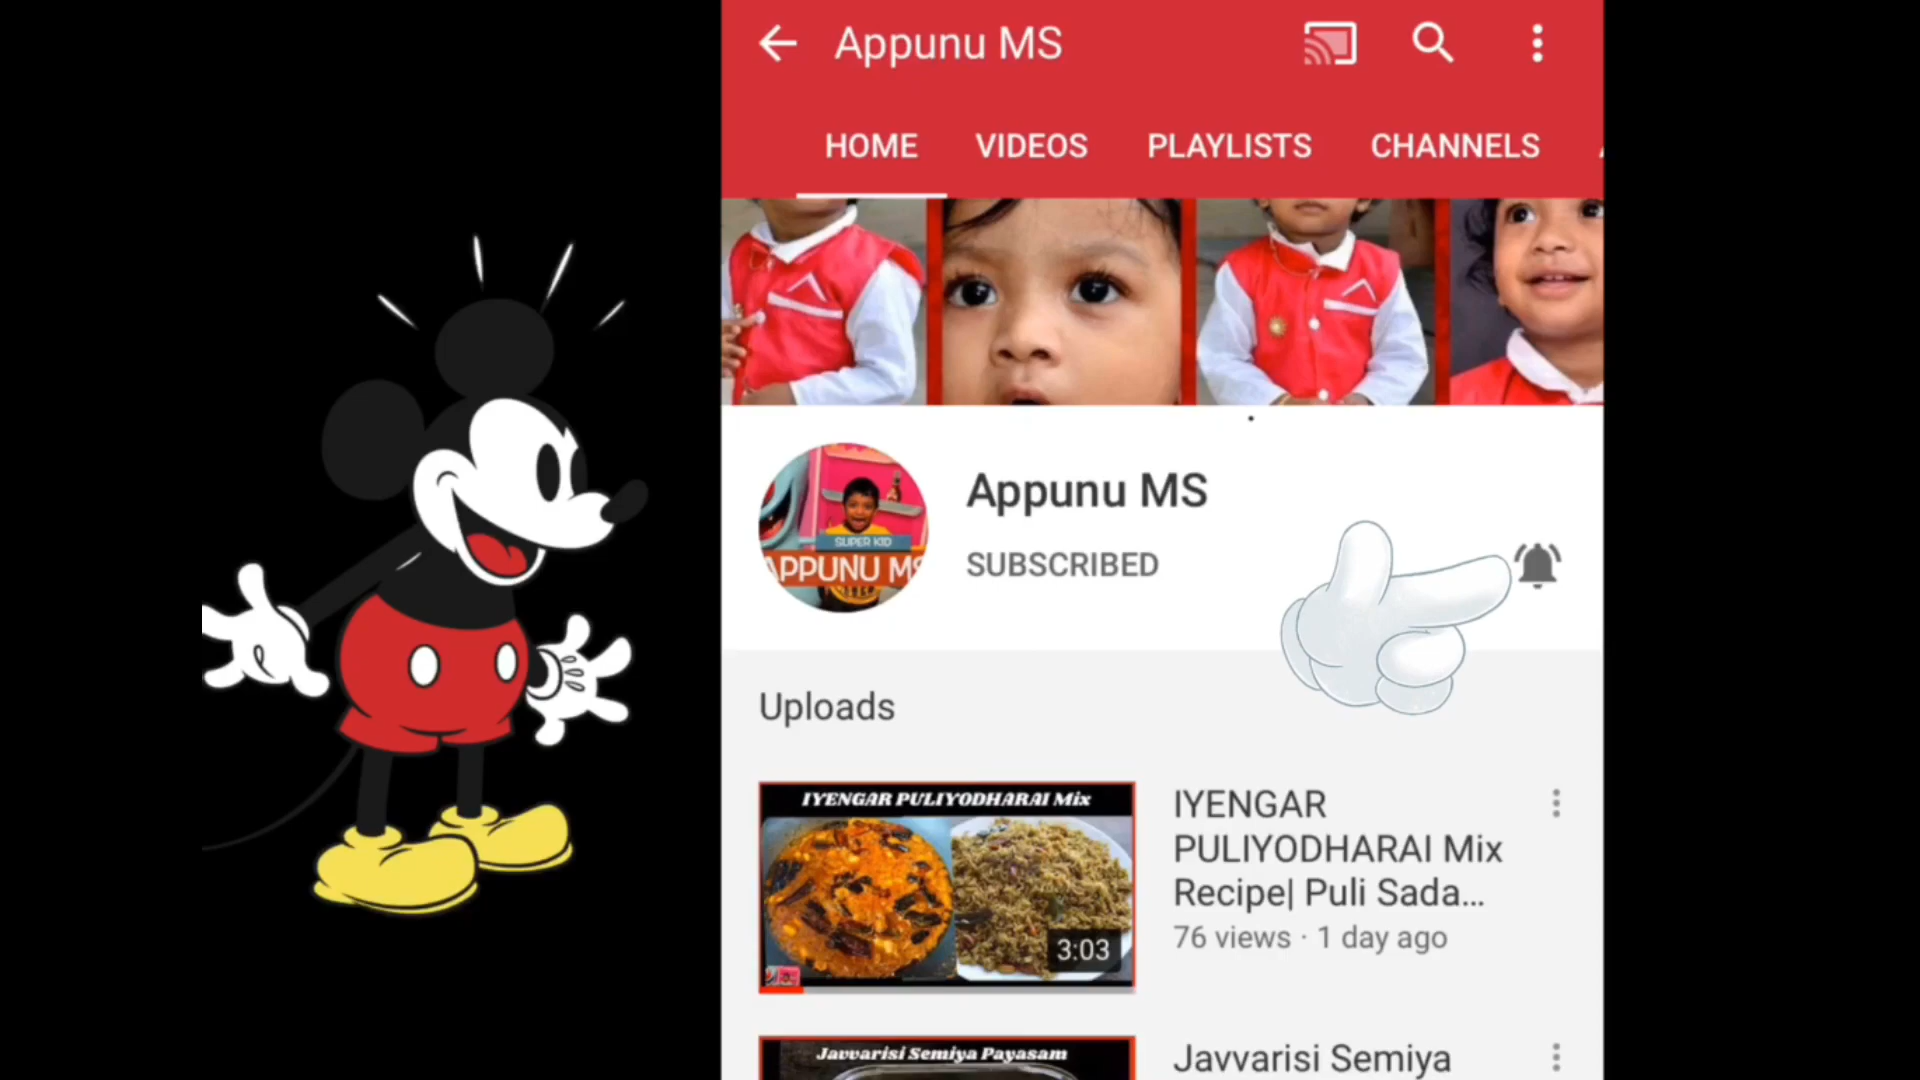 Appunu MS
HOME VIDEOS PLAYLISTS CHANNELS
Appunu MS
SUBSCRIBED
SUPER KID
APPUNU MS
Uploads
IYENGAR PULIYODHARAI Mix
3:03
IYENGAR
PULIYODHARAI Mix
Recipe| Puli Sada...
76 views · 1 day ago
Javvarisi Semiya Payasam
Javvarisi Semiya